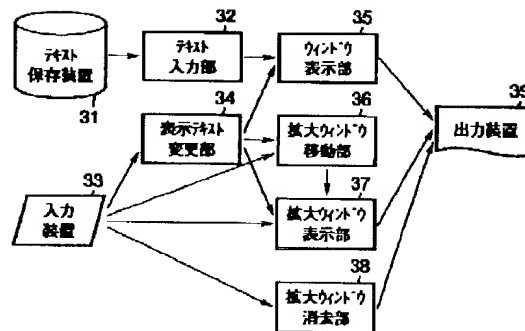 32
35
テキスト
保存装置
31
テキスト
入力部
ウィンドウ
表示部
34
36
39
表示テキスト
変更部
拡大ウィンドウ
移動部
出力装置
33
37
入力
装置
拡大ウィンドウ
表示部
38
拡大ウィンドウ
消去部